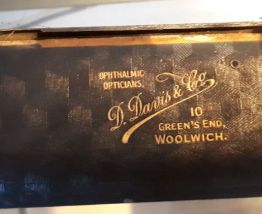 OPHTHALMIC
OPTICIANS.
D. Davis & Co.
10
GREEN'S END,
WOOLWICH.